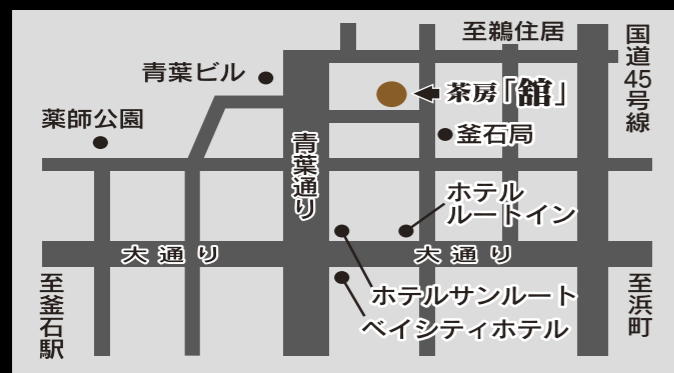 至鵜住居
国道45号線
青葉ビル
茶房「舘」
薬師公園
釜石局
青葉通り
ホテル
ルートイン
大通り
大通り
至釜石駅
ホテルサンルート
ベイシティホテル
至浜町